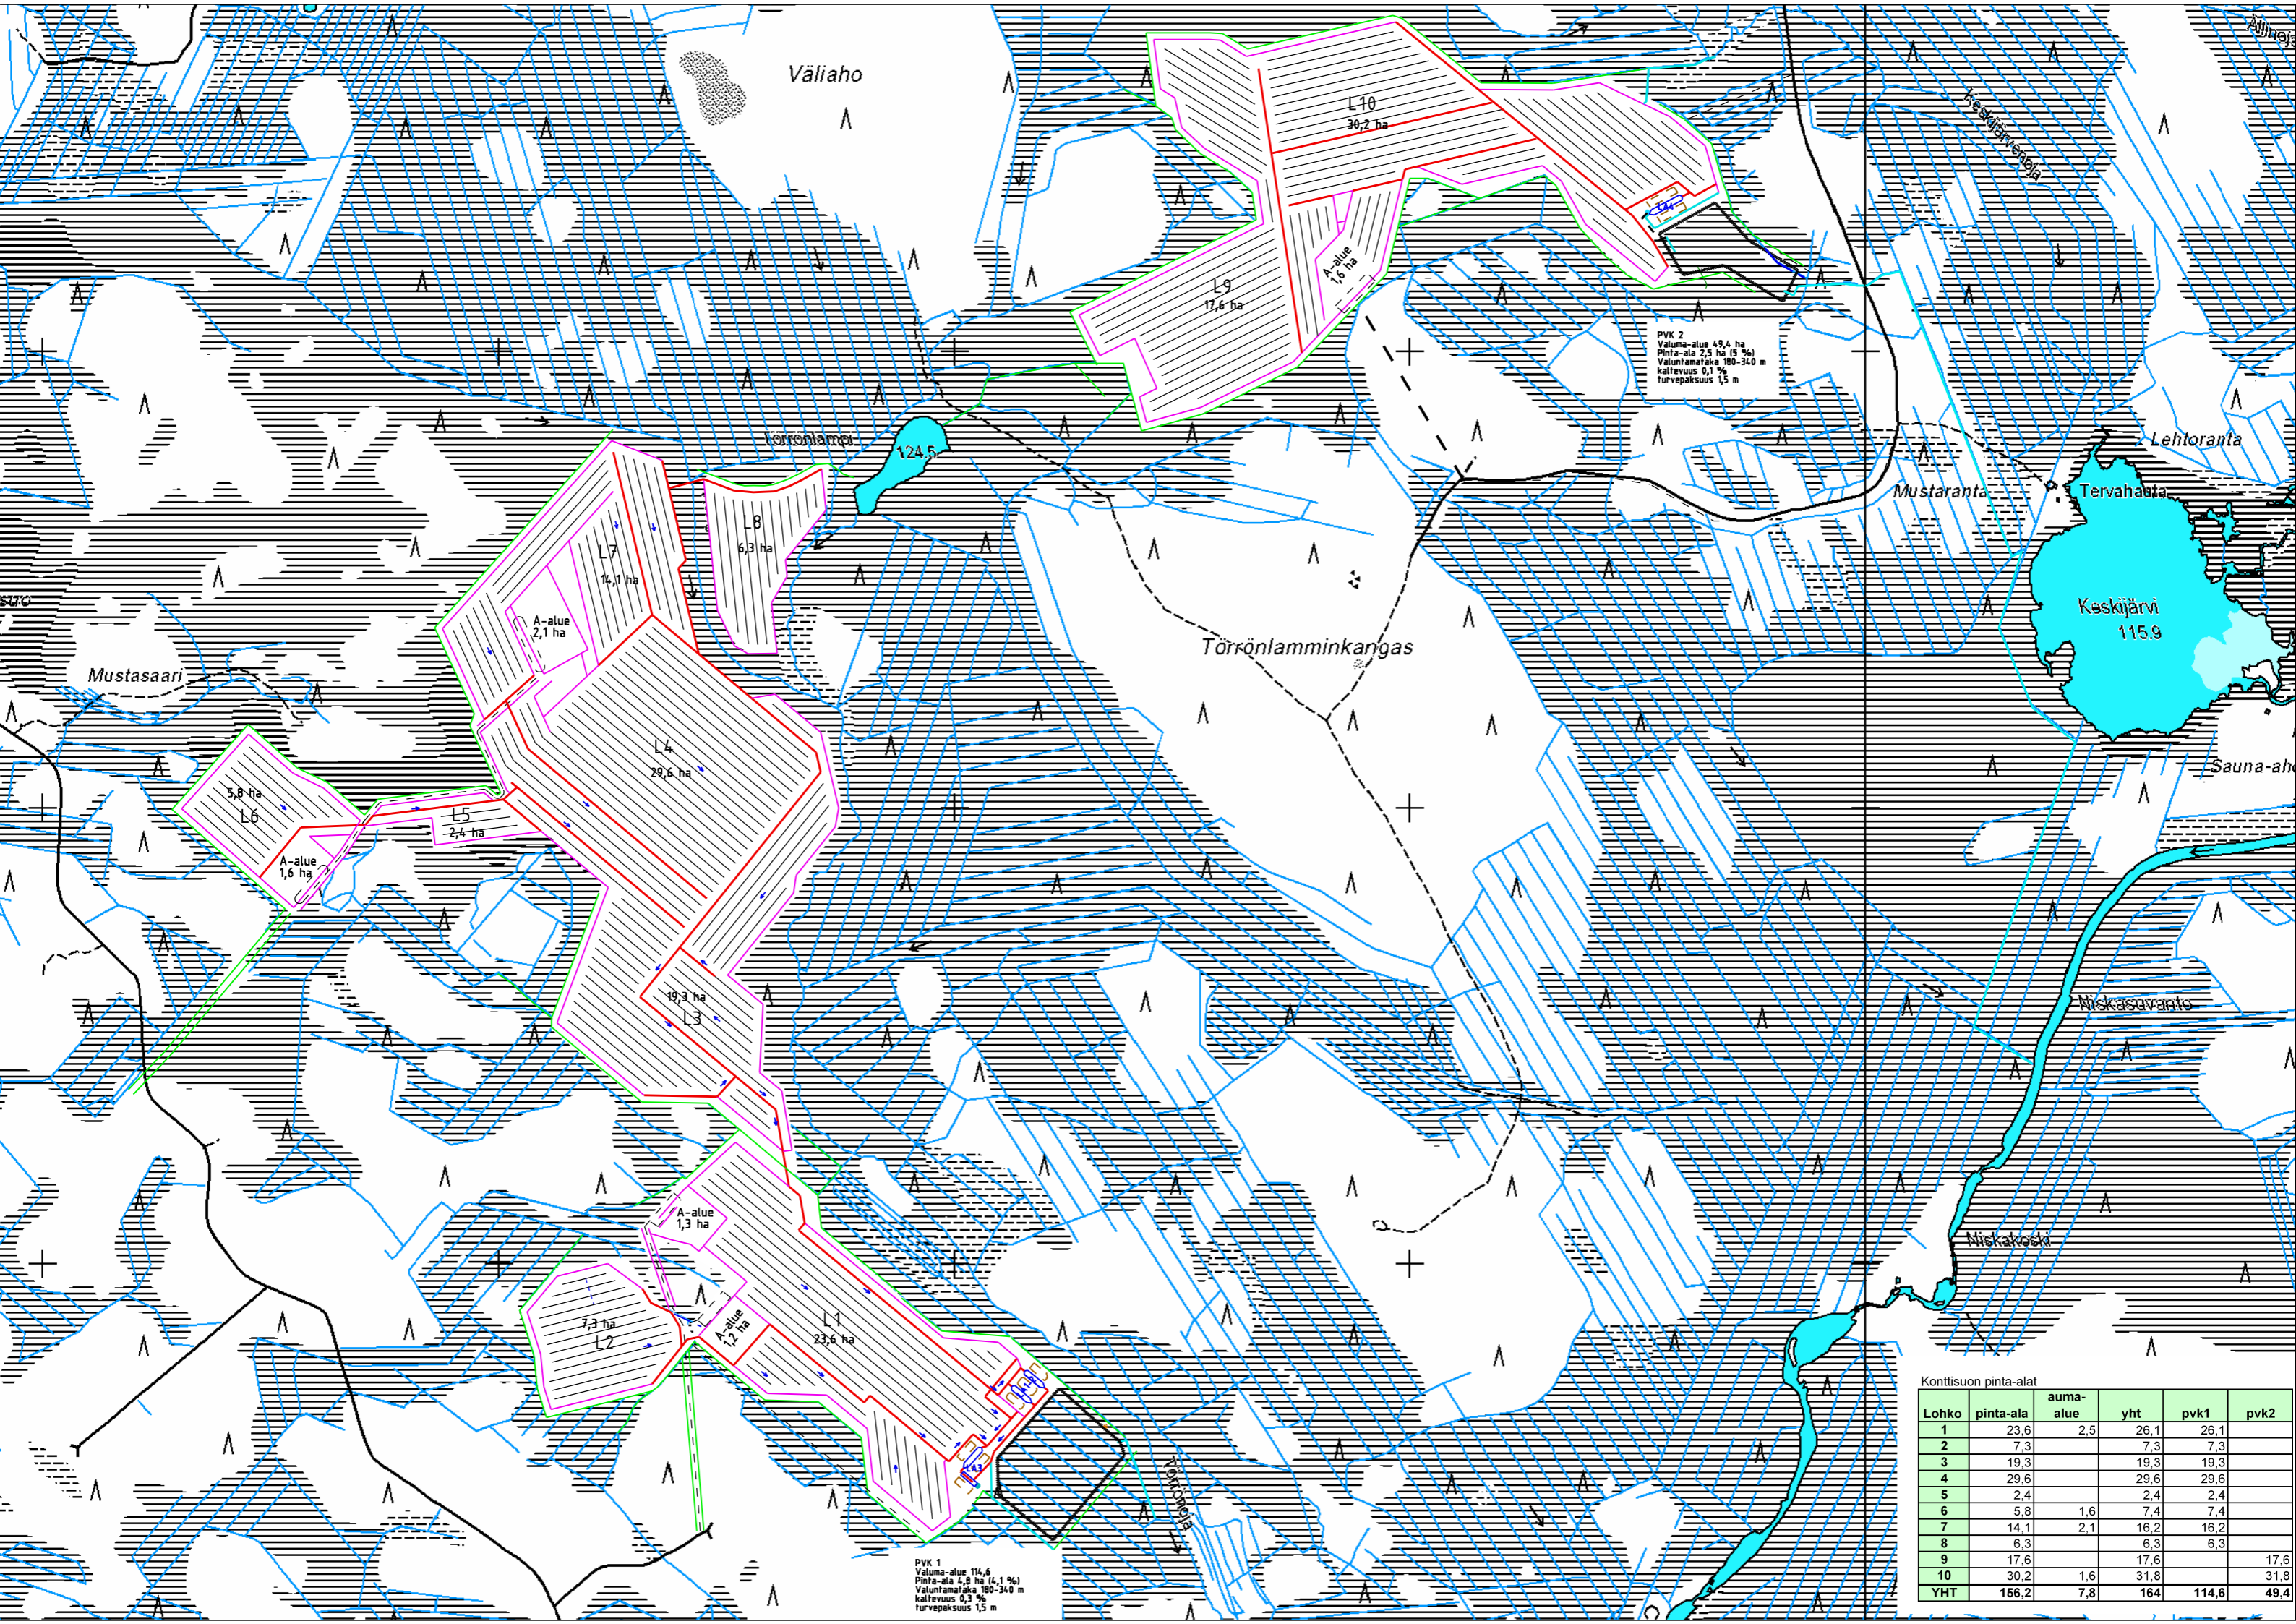 Väliaho
L10
30,2 ha
Keskijärvenoja
LA4
L9
17,6 ha
A-alue
1,6 ha
PVK 2
Valuma-alue 49,4 ha
Pinta-ala 2,5 ha (5 %)
Valuntamataka 180-340 m
kaltevuus 0,1 %
turvepaksuus 1,5 m
Törrönlampi
124.5
Lehtoranta
Mustaranta
Tervahauta
Keskijärvi
115.9
L8
6,3 ha
L7
14,1 ha
A-alue
2,1 ha
Mustasaari
Törrönlamminkangas
L4
29,6 ha
Sauna-aho
5,8 ha
L6
L5
2,4 ha
A-alue
1,6 ha
19,3 ha
L3
Niskasuvanto
Niskakoski
A-alue
1,3 ha
7,3 ha
L2
A-alue
1,2 ha
L1
23,6 ha
LA3
Törrönoja
PVK 1
Valuma-alue 114,6
Pinta-ala 4,8 ha (4,1 %)
Valuntamataka 180-340 m
kaltevuus 0,3 %
turvepaksuus 1,5 m
Konttisuon pinta-alat
Lohko pinta-ala auma-alue yht pvk1 pvk2
1 23,6 2,5 26,1 26,1
2 7,3 7,3 7,3
3 19,3 19,3 19,3
4 29,6 29,6 29,6
5 2,4 2,4 2,4
6 5,8 1,6 7,4 7,4
7 14,1 2,1 16,2 16,2
8 6,3 6,3 6,3
9 17,6 17,6 17,6
10 30,2 1,6 31,8 31,8
YHT 156,2 7,8 164 114,6 49,4